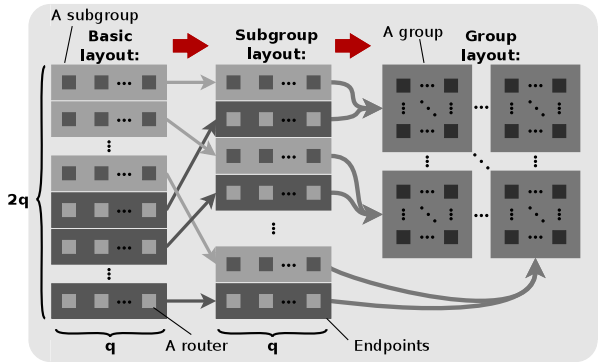 A subgroup
Basic
layout:
Subgroup
layout:
A group
Group
layout:
2q
q
A router
q
Endpoints